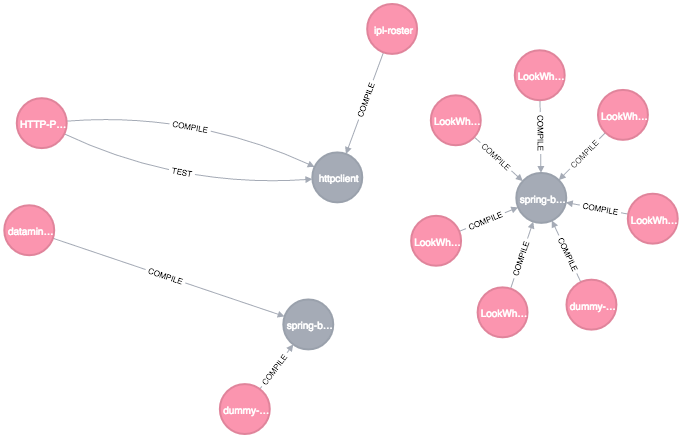 ipl-roster
COMPILE
HTTP-P...
COMPILE
TEST
httpclient
datamin...
COMPILE
spring-b...
COMPILE
dummy-...
LookWh...
COMPILE
LookWh...
COMPILE
LookWh...
COMPILE
spring-b...
COMPILE
LookWh...
LookWh...
COMPILE
COMPILE
LookWh...
COMPILE
dummy-...